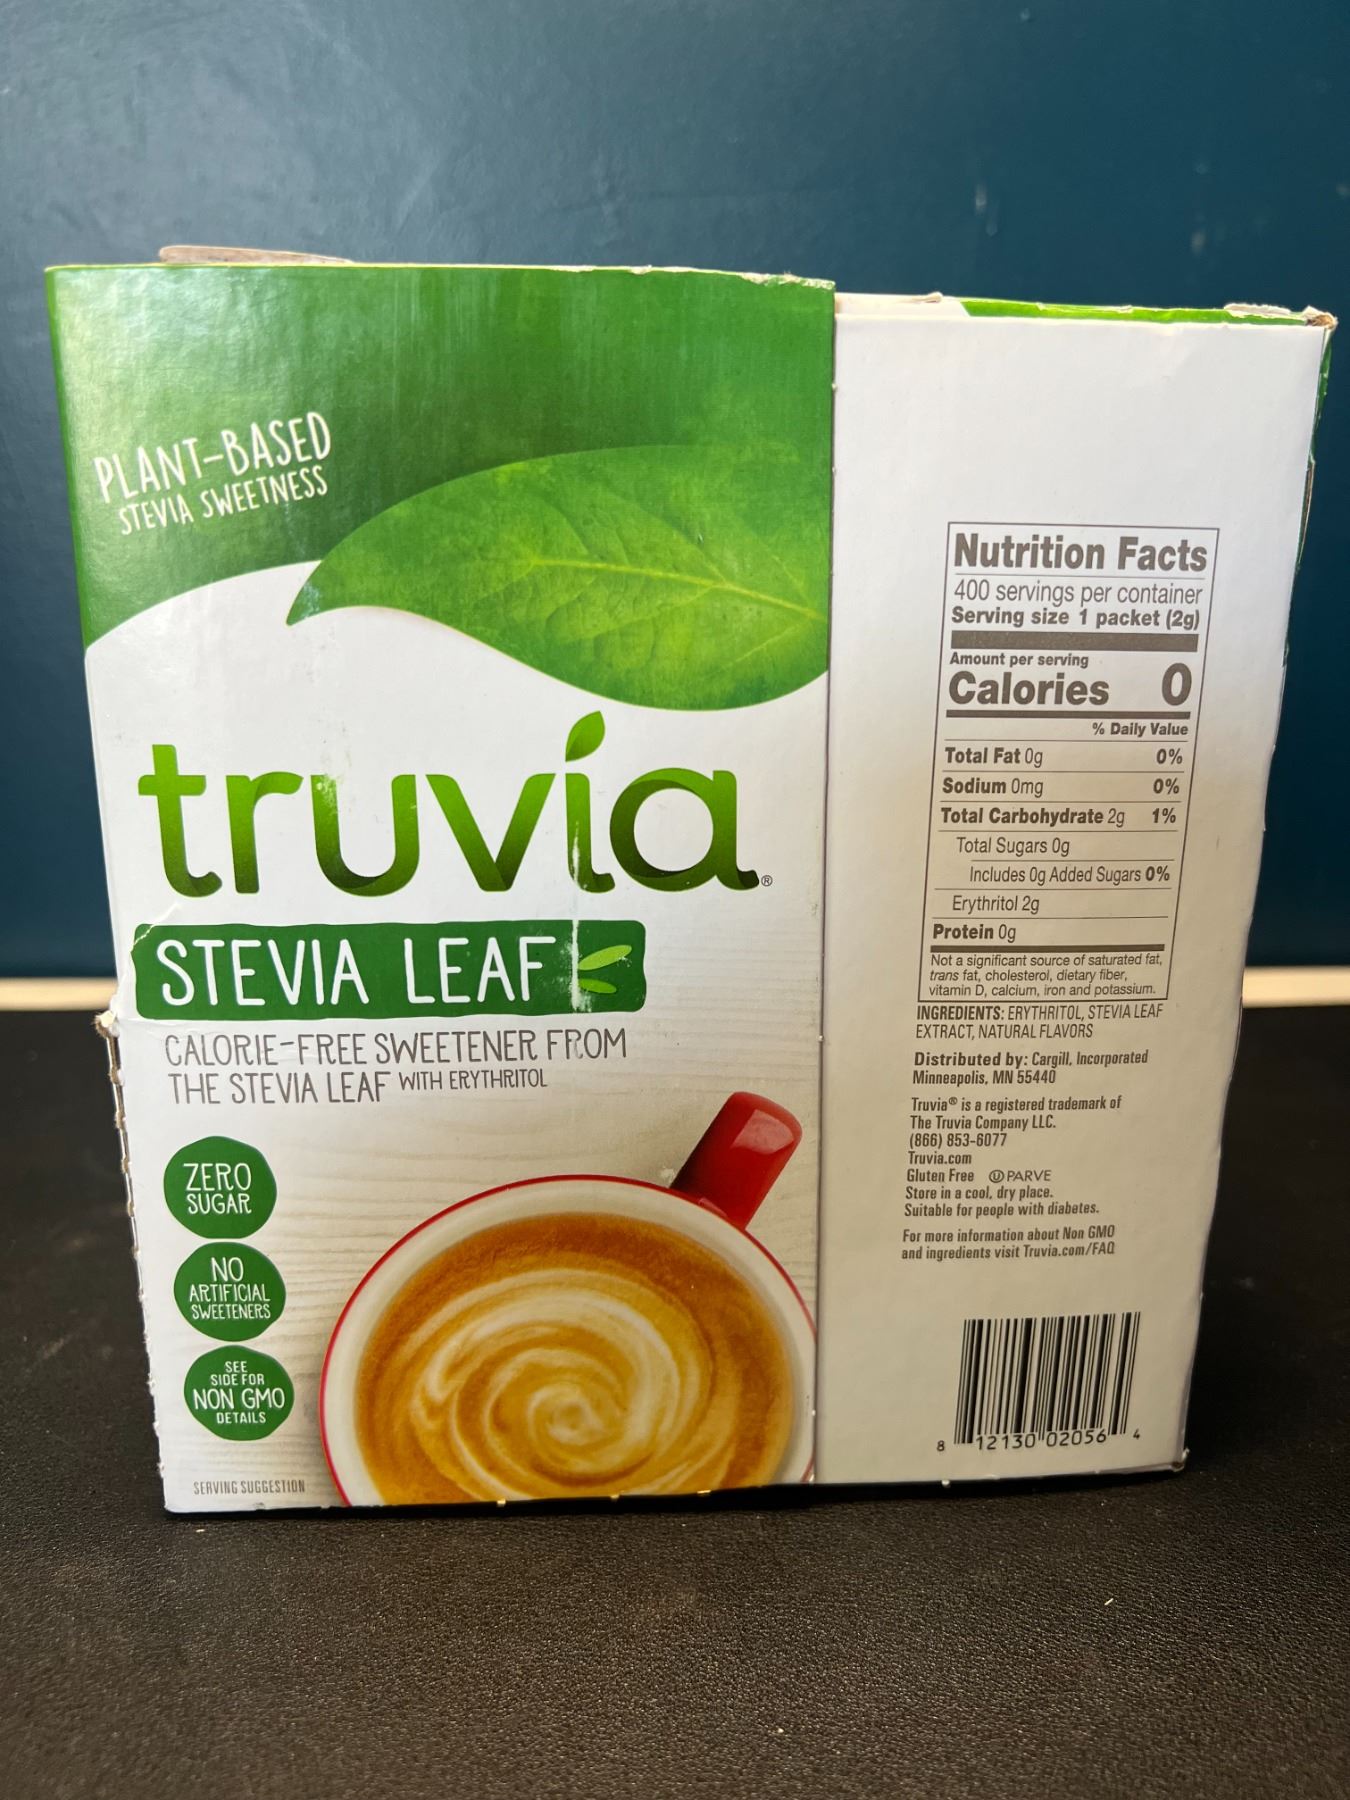 PLANT-BASED
STEVIA SWEETNESS
truvia®
STEVIA LEAF
CALORIE-FREE SWEETENER FROM
THE STEVIA LEAF WITH ERYTHRITOL
ZERO
SUGAR
NO
ARTIFICIAL
SWEETENERS
SEE
SIDE FOR
NON GMO
DETAILS
SERVING SUGGESTION
Nutrition Facts
400 servings per container
Serving size 1 packet (2g)
Amount per serving
Calories 0
% Daily Value
Total Fat 0g 0%
Sodium 0mg 0%
Total Carbohydrate 2g 1%
Total Sugars 0g
Includes 0g Added Sugars 0%
Erythritol 2g
Protein 0g
Not a significant source of saturated fat,
trans fat, cholesterol, dietary fiber,
vitamin D, calcium, iron and potassium.
INGREDIENTS: ERYTHRITOL, STEVIA LEAF
EXTRACT, NATURAL FLAVORS
Distributed by: Cargill, Incorporated
Minneapolis, MN 55440
Truvia® is a registered trademark of
The Truvia Company LLC.
(866) 853-6077
Truvia.com
Gluten Free Ⓤ PARVE
Store in a cool, dry place.
Suitable for people with diabetes.
For more information about Non GMO
and ingredients visit Truvia.com/FAQ
8 12130 02056 4